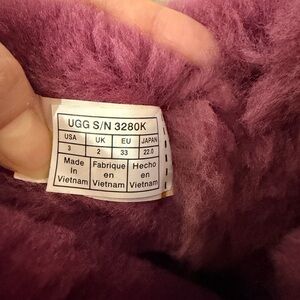 UGG S/N 3280K
USA UK EU JAPAN
3 2 33 22.0
Made Fabrique Hecho
In en en
Vietnam Vietnam Vietnam